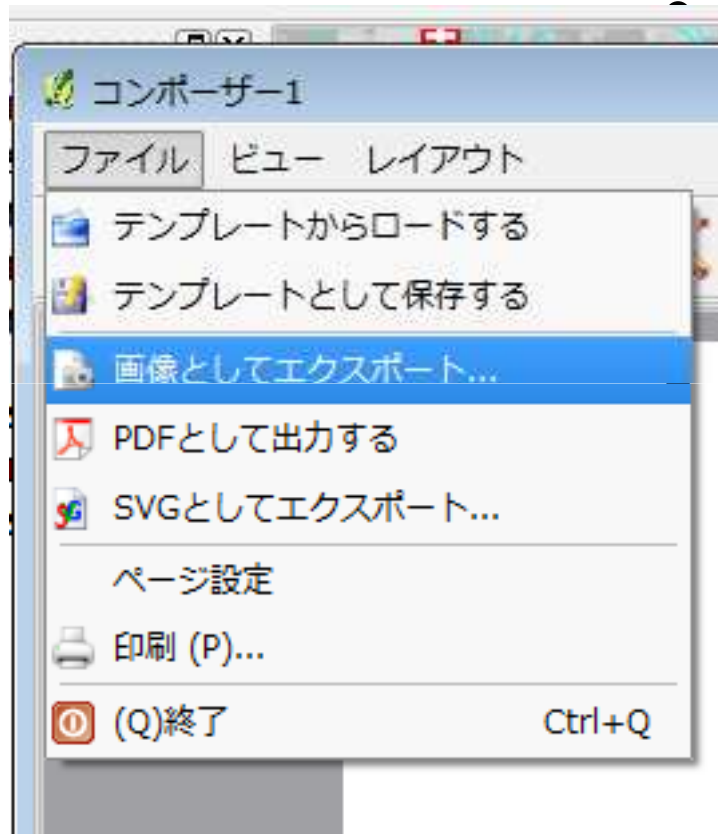 コンポーザー1
ファイル ビュー レイアウト
テンプレートからロードする
テンプレートとして保存する
画像としてエクスポート...
PDFとして出力する
SVGとしてエクスポート...
ページ設定
印刷 (P)...
(Q)終了 Ctrl+Q